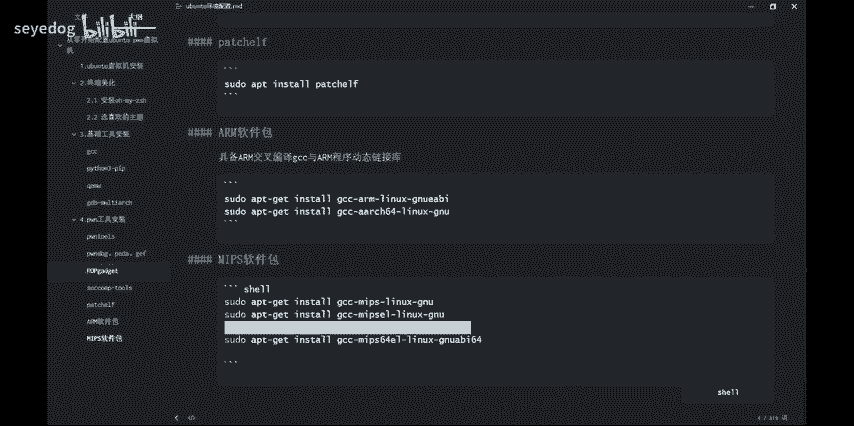 ubuntu环境配置.md
seyedog bilibili
文件 大纲
从零开始配置ubuntu pwn虚拟机
1.ubuntu虚拟机安装
2.终端美化
2.1 安装oh-my-zsh
2.2 选喜欢的主题
3.基础工具安装
gcc
python3-pip
qemu
gdb-multiarch
4.pwn工具安装
pwntools
pwndbg, peda, gef
ROPgadget
seccomp-tools
patchelf
ARM软件包
MIPS软件包
#### patchelf
```
sudo apt install patchelf
```
#### ARM软件包
具备ARM交叉编译gcc与ARM程序动态链接库
```
sudo apt-get install gcc-arm-linux-gnueabi
sudo apt-get install gcc-aarch64-linux-gnu
```
#### MIPS软件包
``` shell
sudo apt-get install gcc-mips-linux-gnu
sudo apt-get install gcc-mipsel-linux-gnu
sudo apt-get install gcc-mips64el-linux-gnuabi64
```
shell